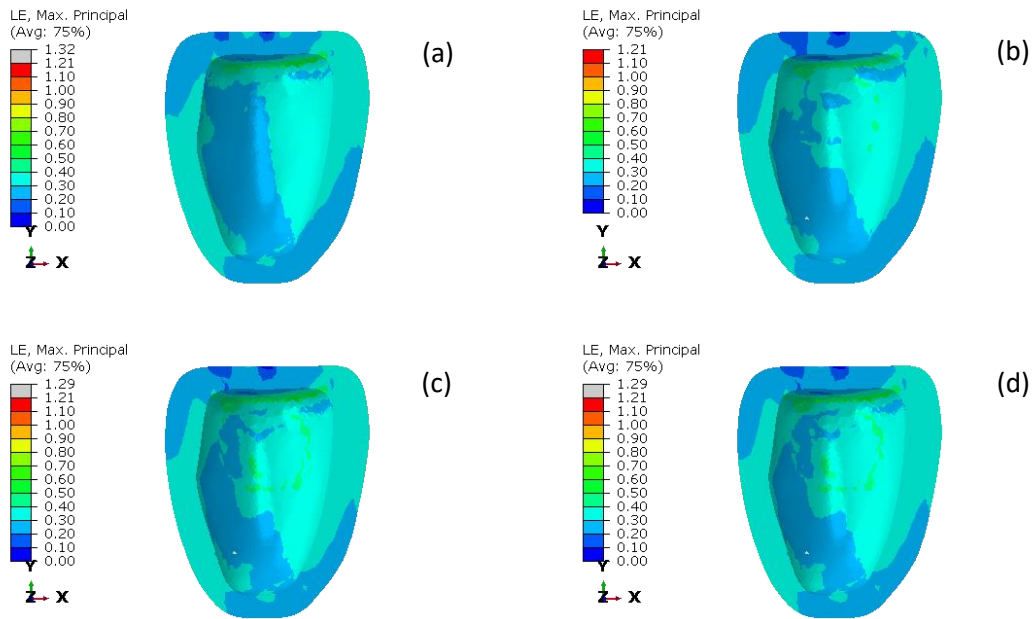 LE, Max. Principal
(Avg: 75%)
1.32
1.21
1.10
1.00
0.90
0.80
0.70
0.60
0.50
0.40
0.30
0.20
0.10
0.00
Y
Z X
(a)
LE, Max. Principal
(Avg: 75%)
1.21
1.10
1.00
0.90
0.80
0.70
0.60
0.50
0.40
0.30
0.20
0.10
0.00
Y
Z X
(b)
LE, Max. Principal
(Avg: 75%)
1.29
1.21
1.10
1.00
0.90
0.80
0.70
0.60
0.50
0.40
0.30
0.20
0.10
0.00
Y
Z X
(c)
LE, Max. Principal
(Avg: 75%)
1.29
1.21
1.10
1.00
0.90
0.80
0.70
0.60
0.50
0.40
0.30
0.20
0.10
0.00
Y
Z X
(d)